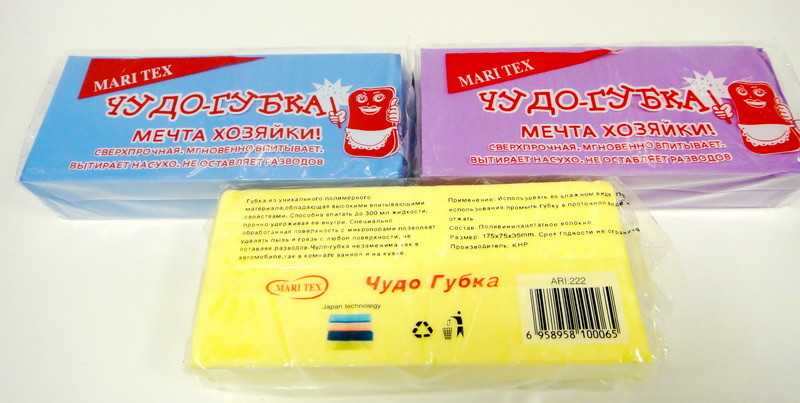 MARI TEX
ЧУДО-ГУБКА!
МЕЧТА ХОЗЯЙКИ!
СВЕРХПРОЧНАЯ. МГНОВЕННО ВПИТЫВАЕТ.
ВЫТИРАЕТ НАСУХО. НЕ ОСТАВЛЯЕТ РАЗВОДОВ
MARI TEX
ЧУДО-ГУБКА!
МЕЧТА ХОЗЯЙКИ!
СВЕРХПРОЧНАЯ. МГНОВЕННО ВПИТЫВАЕТ.
ВЫТИРАЕТ НАСУХО. НЕ ОСТАВЛЯЕТ РАЗВОДОВ
Губка из уникального полимерного
материала,обладающая высокими впитывающими
свойствами. Способна впитать до 300 мл жидкости,
прочно удерживая ее внутри. Специально
обработанная поверхность с микропорами позволяет
удалять пыль и грязь с любой поверхности, не
оставляя разводов.Чудо-губка незаменима как в
автомобиле,так в комнате ванной и на кухне.
Применение: Использовать во влажном виде.
использования промыть губку в проточной воде и
отжать
Состав: Поливинилацетатное волокно
Размер: 175x75x35mm. Срок годности не ограничен
Производитель: КНР
MARI TEX
Чудо Губка
Japan technology
ARI:222
6 958958 100065